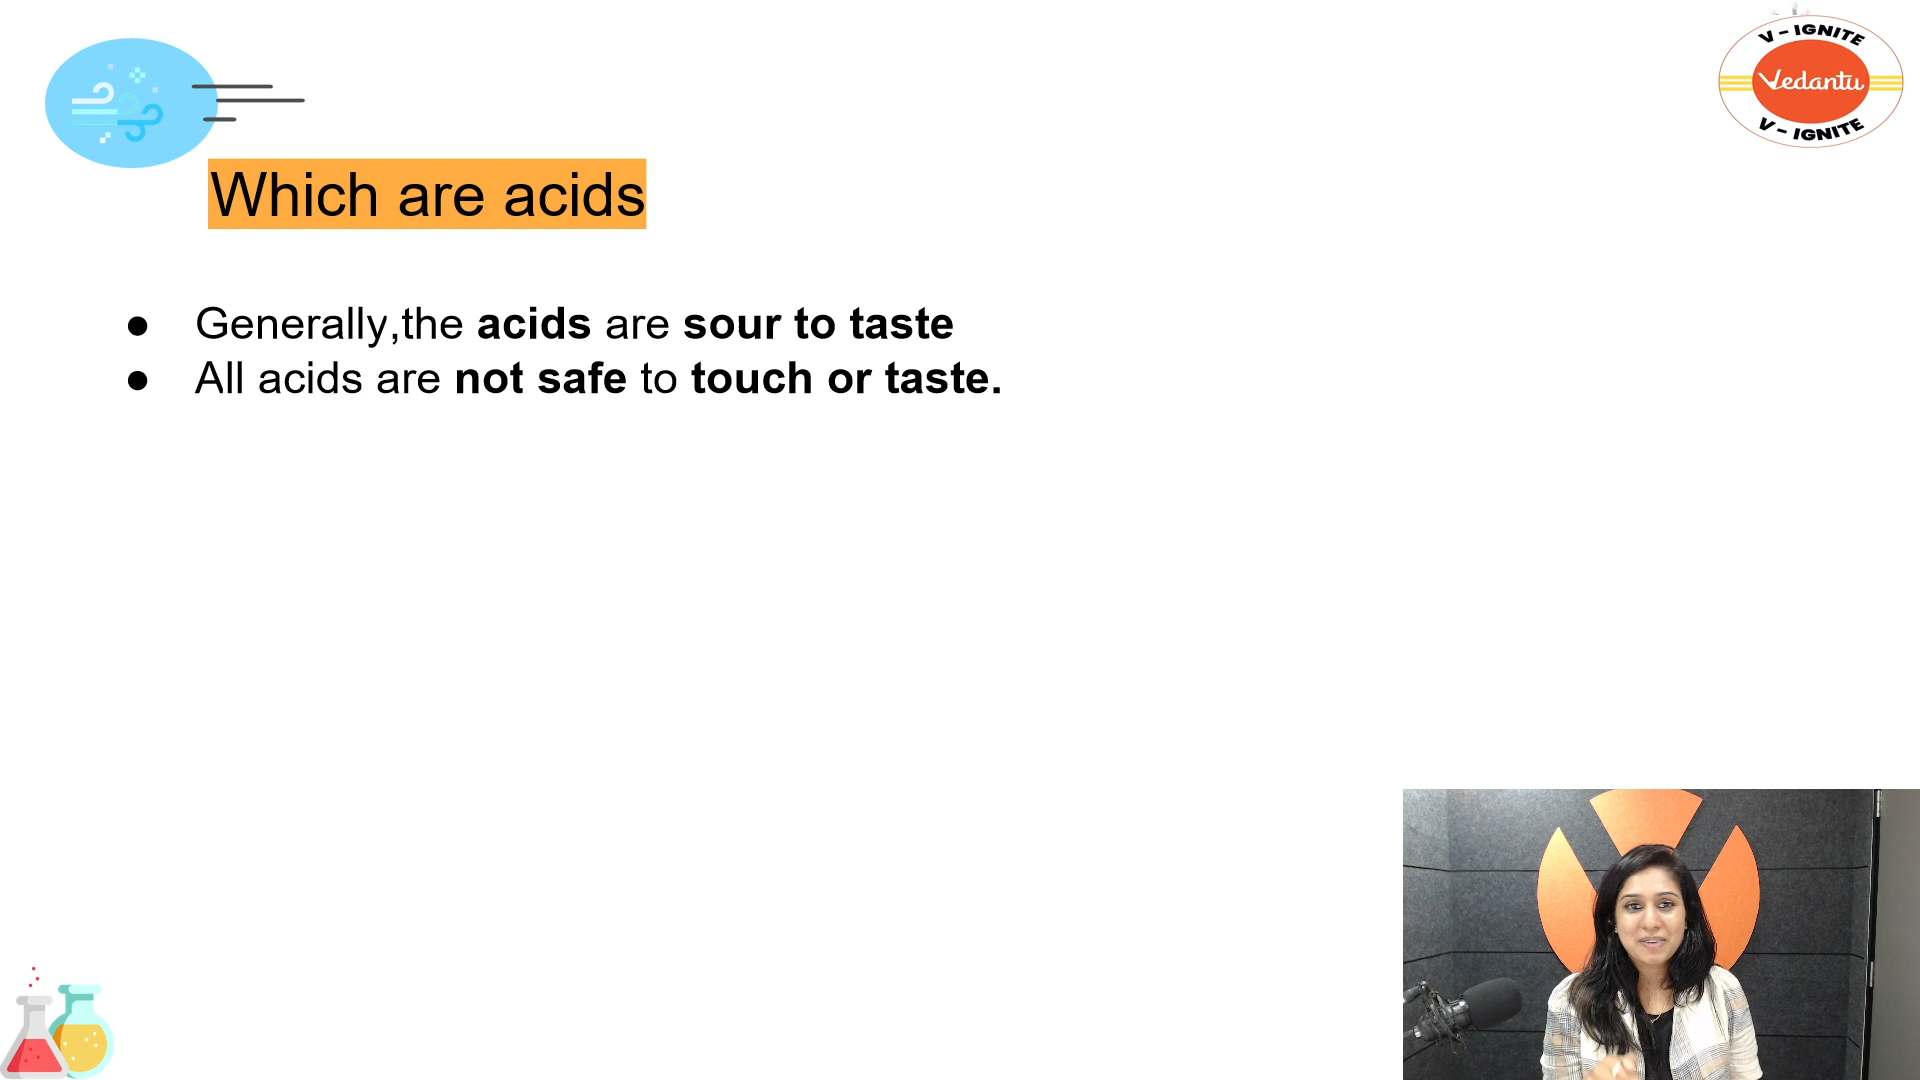 V - IGNITE
Vedantu
V - IGNITE
Which are acids
● Generally,the acids are sour to taste
● All acids are not safe to touch or taste.